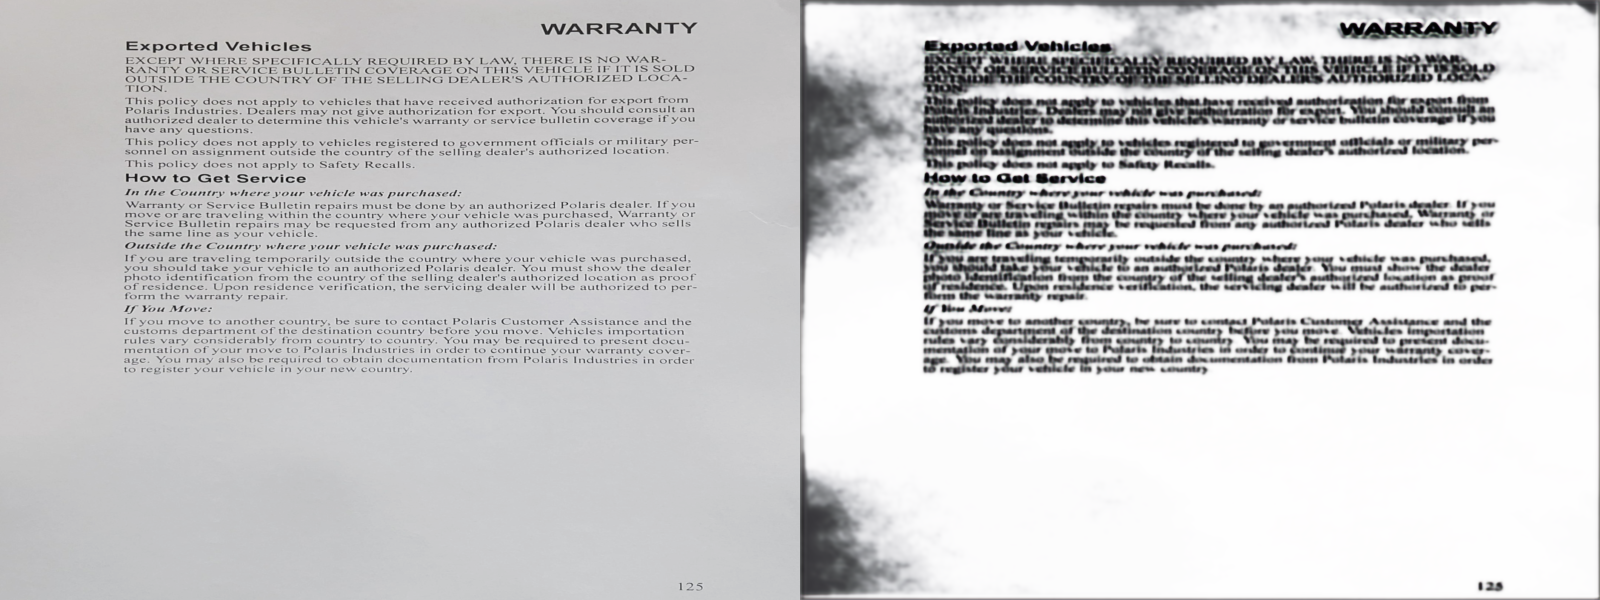 WARRANTY
Exported Vehicles
EXCEPT WHERE SPECIFICALLY REQUIRED BY LAW, THERE IS NO WAR-
RANTY OR SERVICE BULLETIN COVERAGE ON THIS VEHICLE IF IT IS SOLD
OUTSIDE THE COUNTRY OF THE SELLING DEALER'S AUTHORIZED LOCA-
TION.
This policy does not apply to vehicles that have received authorization for export from
Polaris Industries. Dealers may not give authorization for export. You should consult an
authorized dealer to determine this vehicle's warranty or service bulletin coverage if you
have any questions.
This policy does not apply to vehicles registered to government officials or military per-
sonnel on assignment outside the country of the selling dealer's authorized location.
This policy does not apply to Safety Recalls.
How to Get Service
In the Country where your vehicle was purchased:
Warranty or Service Bulletin repairs must be done by an authorized Polaris dealer. If you
move or are traveling within the country where your vehicle was purchased, Warranty or
Service Bulletin repairs may be requested from any authorized Polaris dealer who sells
the same line as your vehicle.
Outside the Country where your vehicle was purchased:
If you are traveling temporarily outside the country where your vehicle was purchased,
you should take your vehicle to an authorized Polaris dealer. You must show the dealer
photo identification from the country of the selling dealer's authorized location as proof
of residence. Upon residence verification, the servicing dealer will be authorized to per-
form the warranty repair.
If You Move:
If you move to another country, be sure to contact Polaris Customer Assistance and the
customs department of the destination country before you move. Vehicles importation
rules vary considerably from country to country. You may be required to present docu-
mentation of your move to Polaris Industries in order to continue your warranty cover-
age. You may also be required to obtain documentation from Polaris Industries in order
to register your vehicle in your new country.
125
WARRANTY
Exported Vehicles
EXCEPT WHERE SPECIFICALLY REQUIRED BY LAW, THERE IS NO WAR-
RANTY OR SERVICE BULLETIN COVERAGE ON THIS VEHICLE IF IT IS SOLD
OUTSIDE THE COUNTRY OF THE SELLING DEALER'S AUTHORIZED LOCA-
TION.
This policy does not apply to vehicles that have received authorization for export from
Polaris Industries. Dealers may not give authorization for export. You should consult an
authorized dealer to determine this vehicle's warranty or service bulletin coverage if you
have any questions.
This policy does not apply to vehicles registered to government officials or military per-
sonnel on assignment outside the country of the selling dealer's authorized location.
This policy does not apply to Safety Recalls.
How to Get Service
In the Country where your vehicle was purchased:
Warranty or Service Bulletin repairs must be done by an authorized Polaris dealer. If you
move or are traveling within the country where your vehicle was purchased, Warranty or
Service Bulletin repairs may be requested from any authorized Polaris dealer who sells
the same line as your vehicle.
Outside the Country where your vehicle was purchased:
If you are traveling temporarily outside the country where your vehicle was purchased,
you should take your vehicle to an authorized Polaris dealer. You must show the dealer
photo identification from the country of the selling dealer's authorized location as proof
of residence. Upon residence verification, the servicing dealer will be authorized to per-
form the warranty repair.
If You Move:
If you move to another country, be sure to contact Polaris Customer Assistance and the
customs department of the destination country before you move. Vehicles importation
rules vary considerably from country to country. You may be required to present docu-
mentation of your move to Polaris Industries in order to continue your warranty cover-
age. You may also be required to obtain documentation from Polaris Industries in order
to register your vehicle in your new country
125